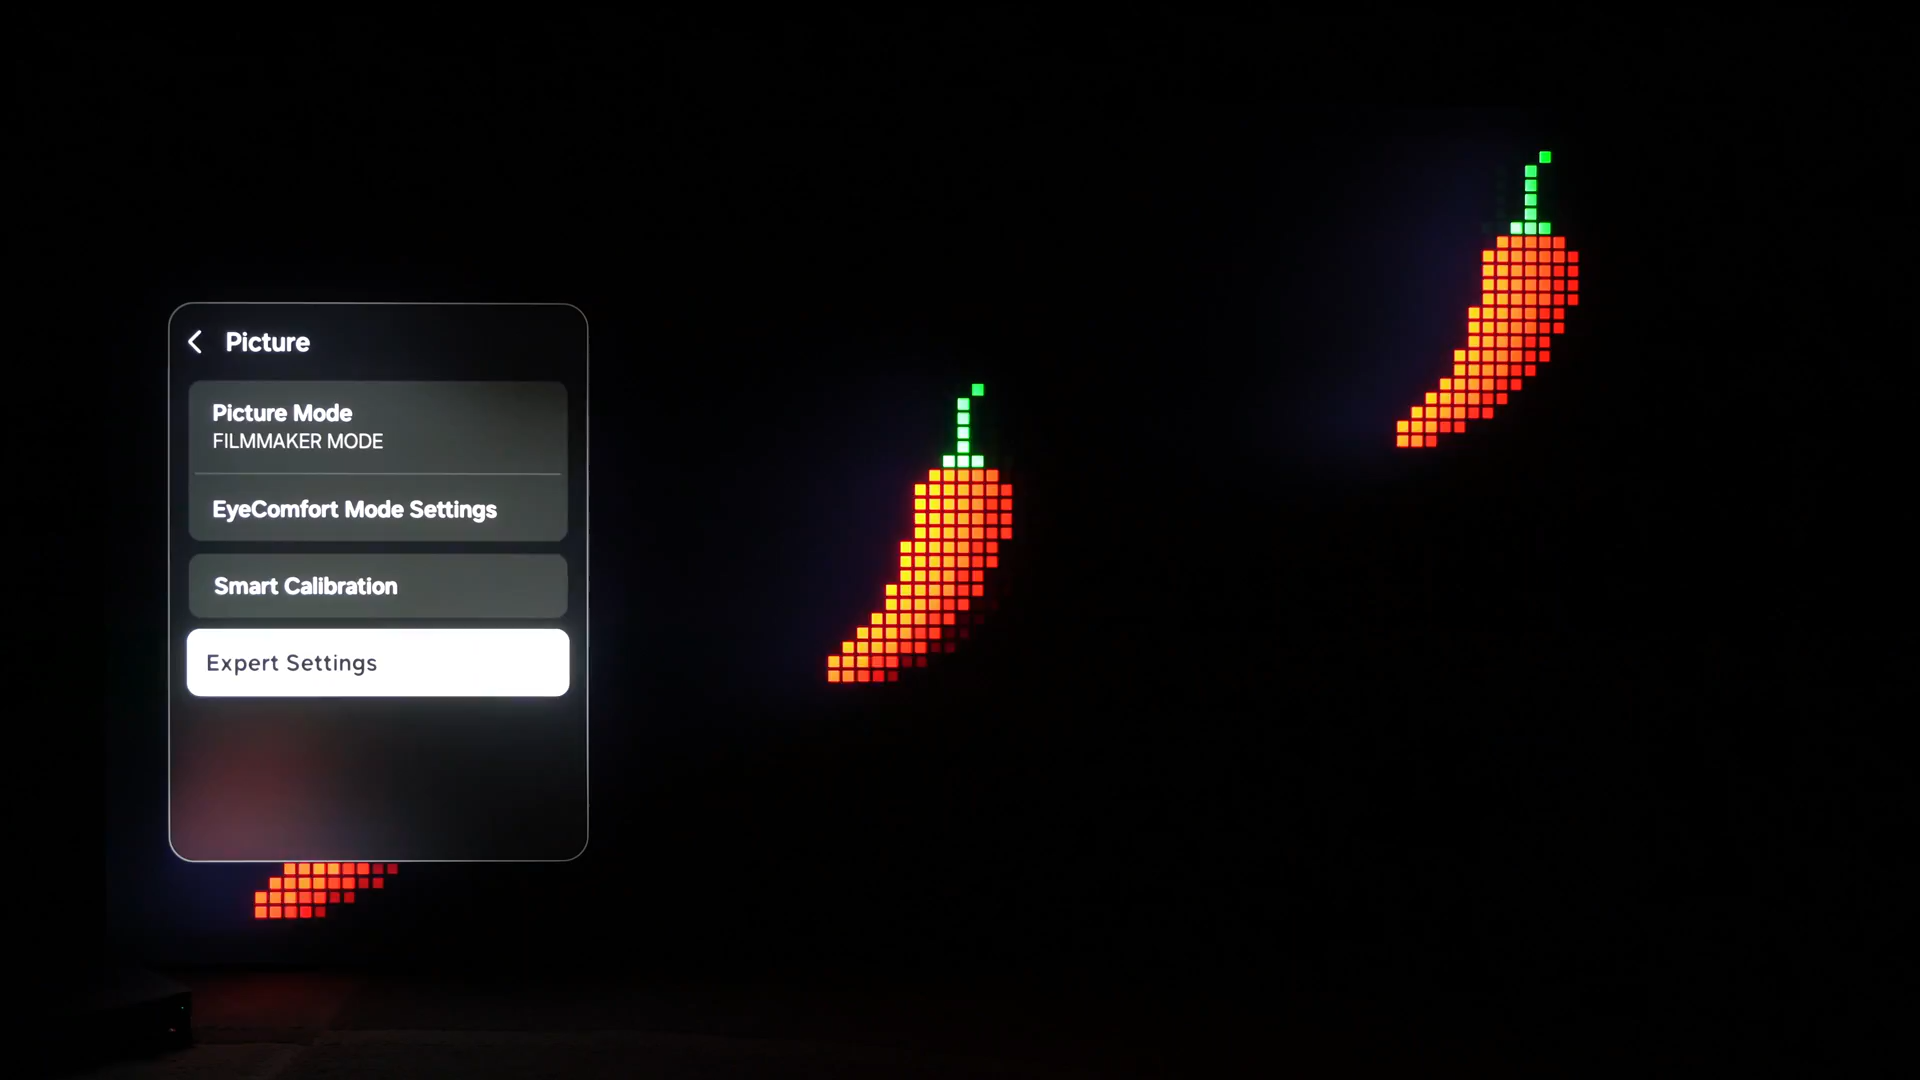 Picture
Picture Mode
FILMMAKER MODE
EyeComfort Mode Settings
Smart Calibration
Expert Settings